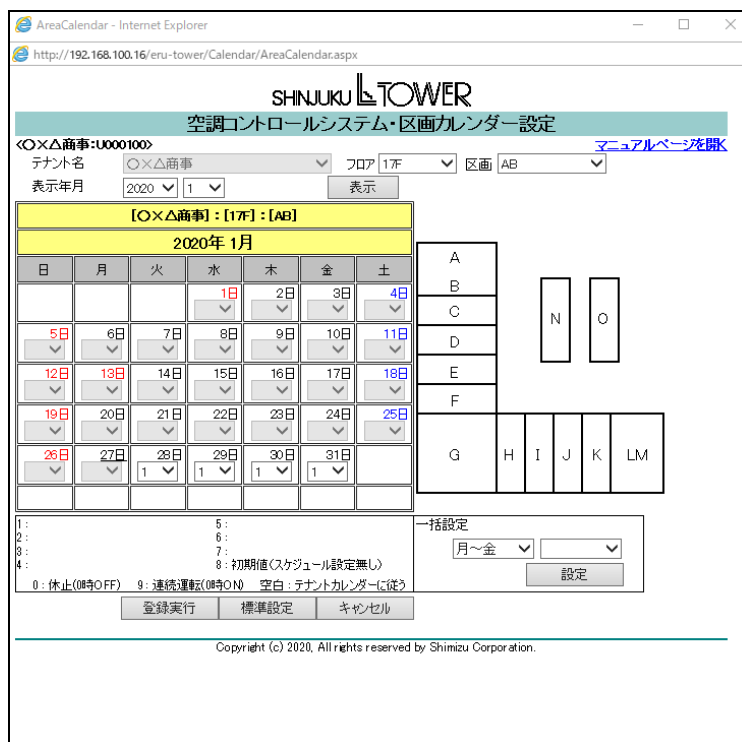 AreaCalendar - Internet Explorer
http://192.168.100.16/eru-tower/Calendar/AreaCalendar.aspx
SHINJUKU L TOWER
空調コントロールシステム・区画カレンダー設定
<〇×△商事:U000100>
マニュアルページを開く
テナント名 〇×△商事 フロア 17F 区画 AB
表示年月 2020 1 表示
[〇×△商事] : [17F] : [AB]
2020年 1月
日 月 火 水 木 金 土
1日 2日 3日 4日
5日 6日 7日 8日 9日 10日 11日
12日 13日 14日 15日 16日 17日 18日
19日 20日 21日 22日 23日 24日 25日
26日 27日 28日 29日 30日 31日
1 1 1 1
A
B
C
D
E
F
G H I J K LM
N O
1 : 5 :
2 : 6 :
3 : 7 :
4 : 8 : 初期値(スケジュール設定無し)
0 : 休止(0時OFF) 9 : 連続運転(0時ON) 空白 : テナントカレンダーに従う
一括設定
月～金
設定
登録実行 標準設定 キャンセル
Copyright (c) 2020, All rights reserved by Shimizu Corporation.